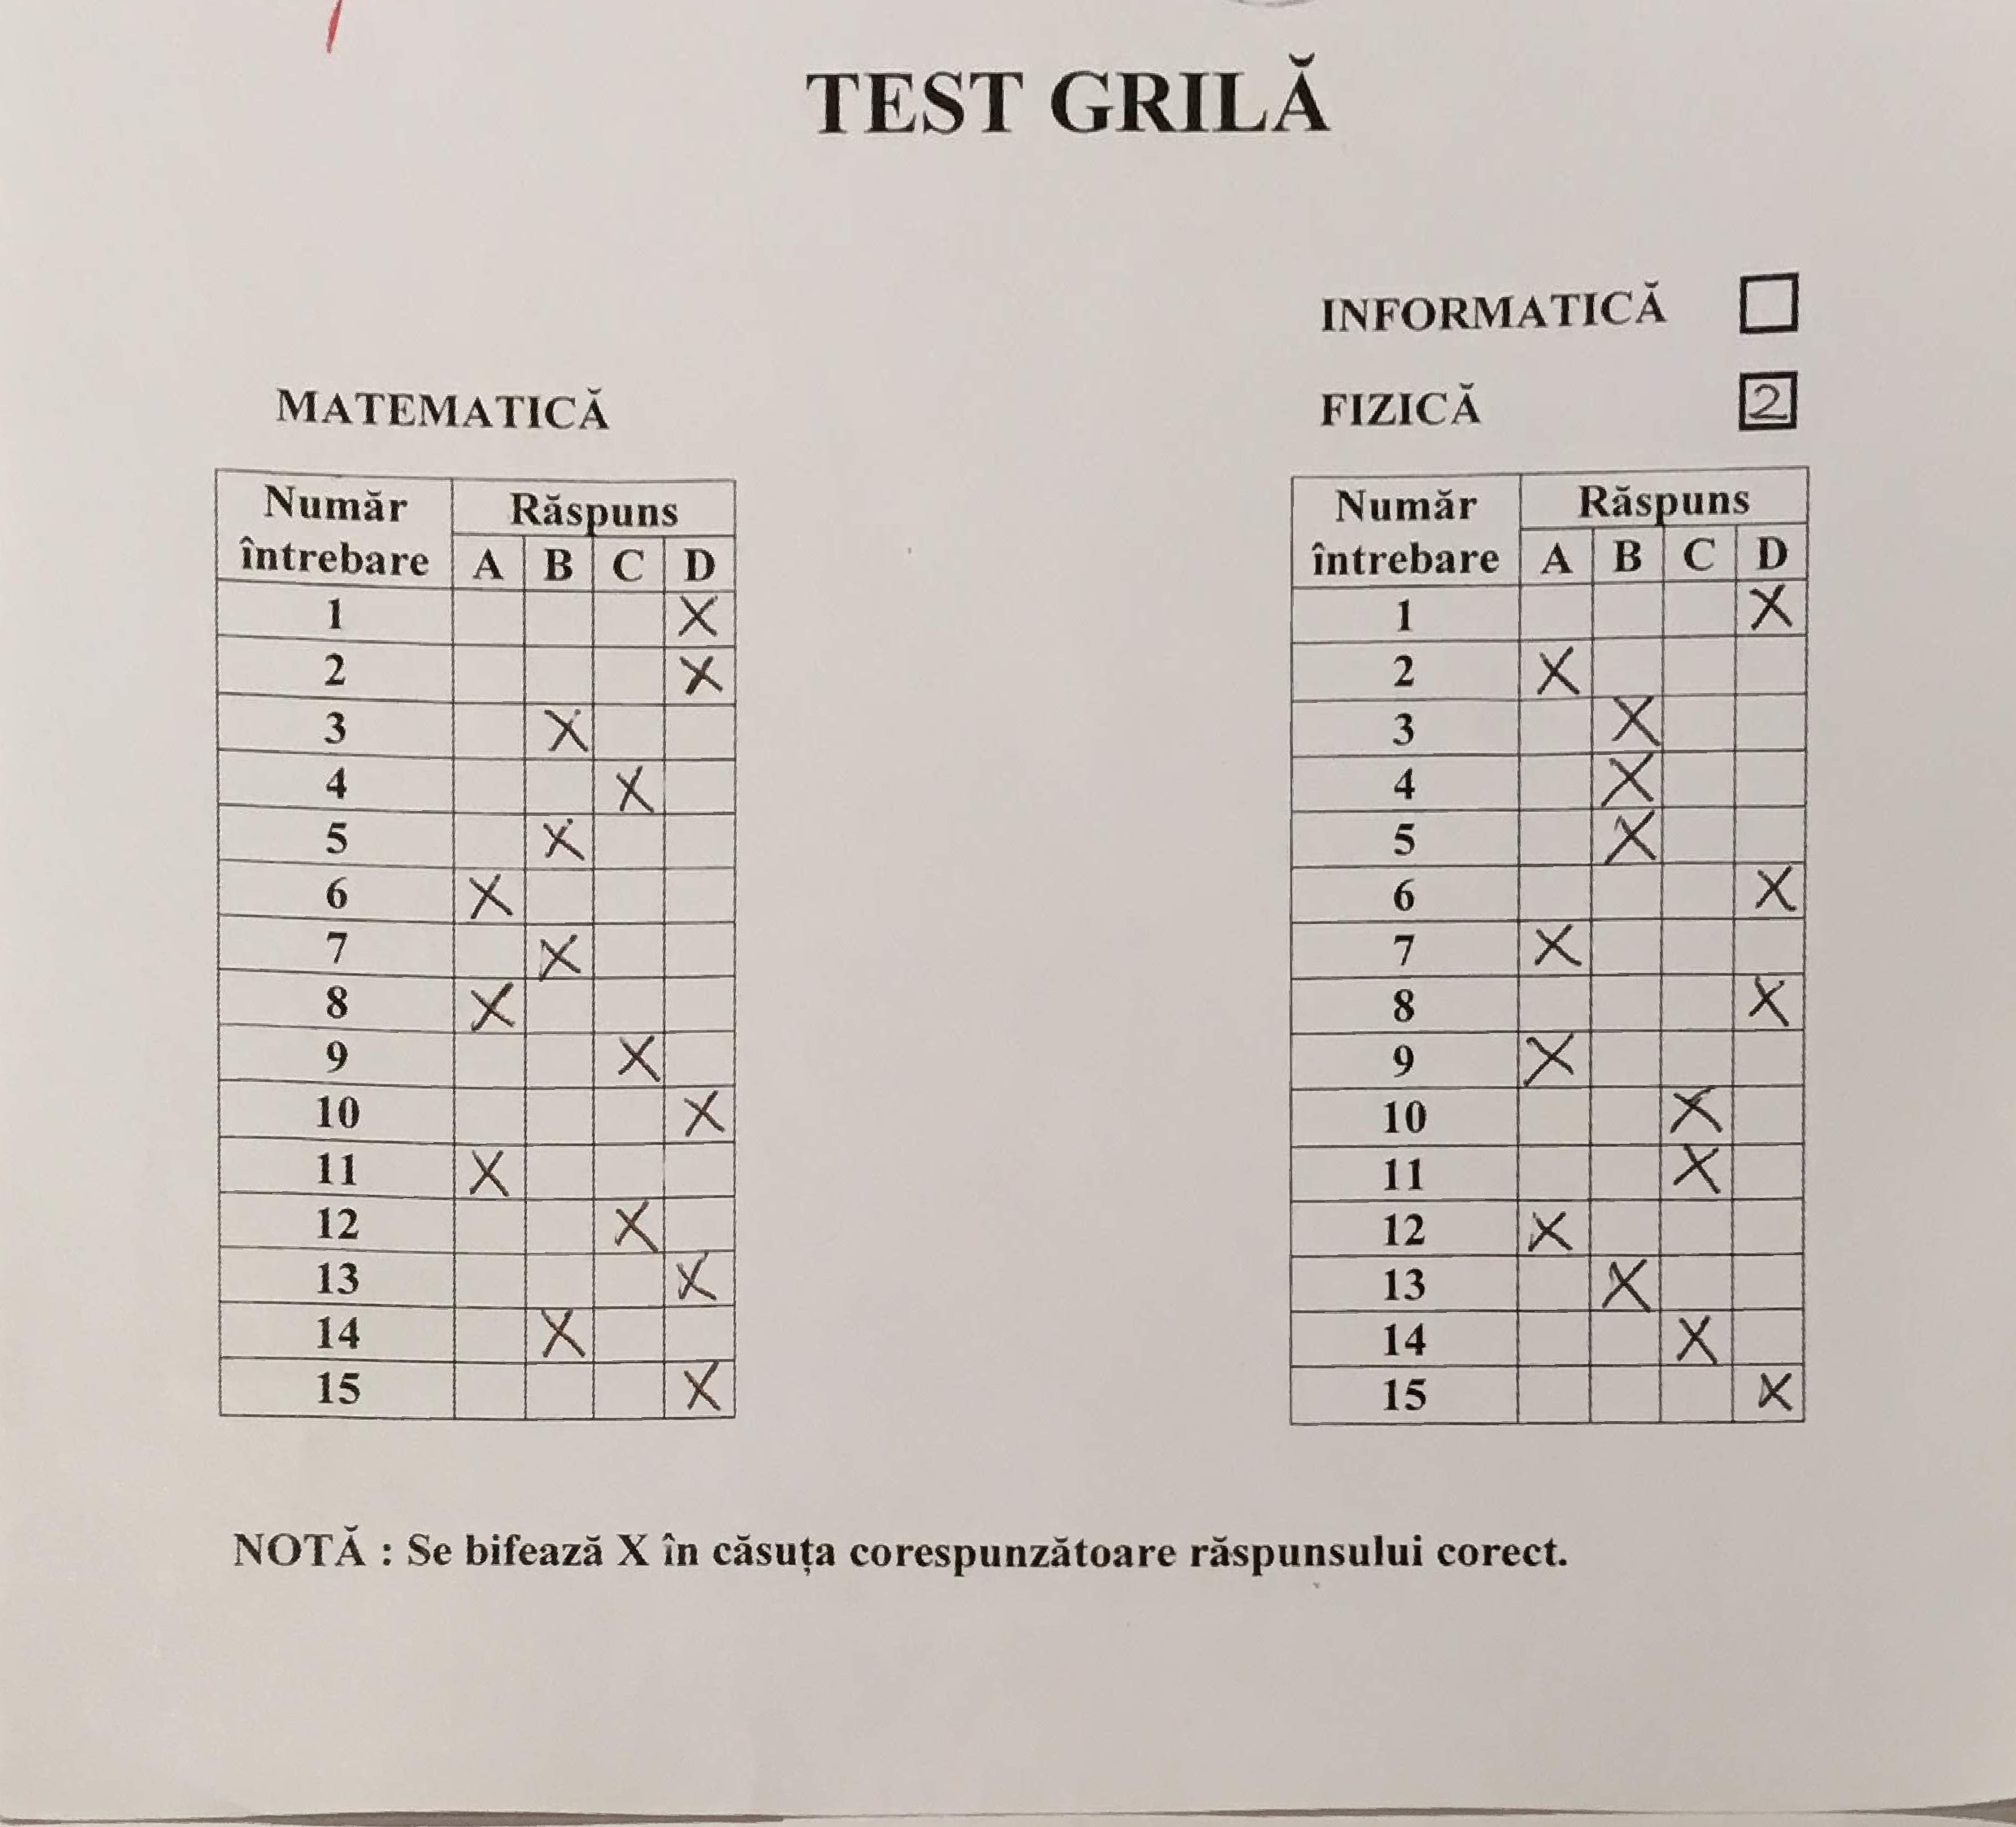 TEST GRILĂ
INFORMATICĂ
MATEMATICĂ
FIZICĂ 2
Număr întrebare Răspuns
A B C D
1 X
2 X
3 X
4 X
5 X
6 X
7 X
8 X
9 X
10 X
11 X
12 X
13 X
14 X
15 X
Număr întrebare Răspuns
A B C D
1 X
2 X
3 X
4 X
5 X
6 X
7 X
8 X
9 X
10 X
11 X
12 X
13 X
14 X
15 X
NOTĂ : Se bifează X în căsuța corespunzătoare răspunsului corect.